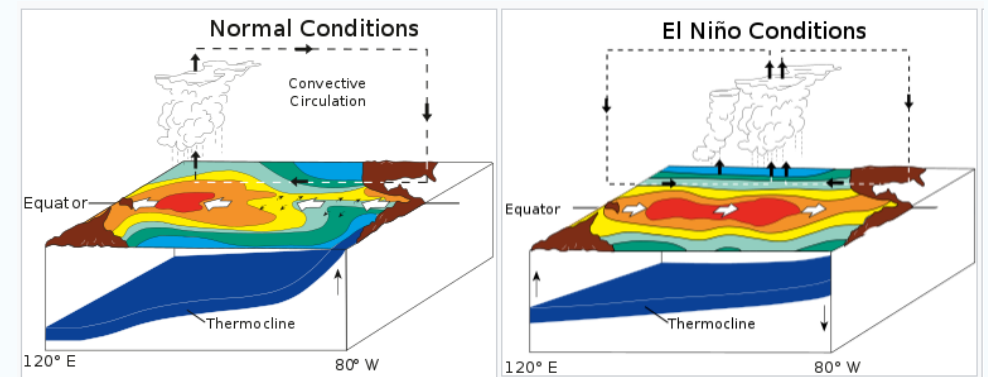 Normal Conditions
Convective
Circulation
Equator
Thermocline
120° E
80° W
El Niño Conditions
Equator
Thermocline
120° E
80° W